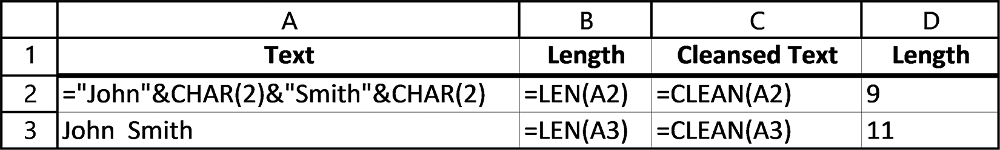 A B C D
1 Text Length Cleansed Text Length
2 ="John"&CHAR(2)&"Smith"&CHAR(2) =LEN(A2) =CLEAN(A2) 9
3 John  Smith =LEN(A3) =CLEAN(A3) 11